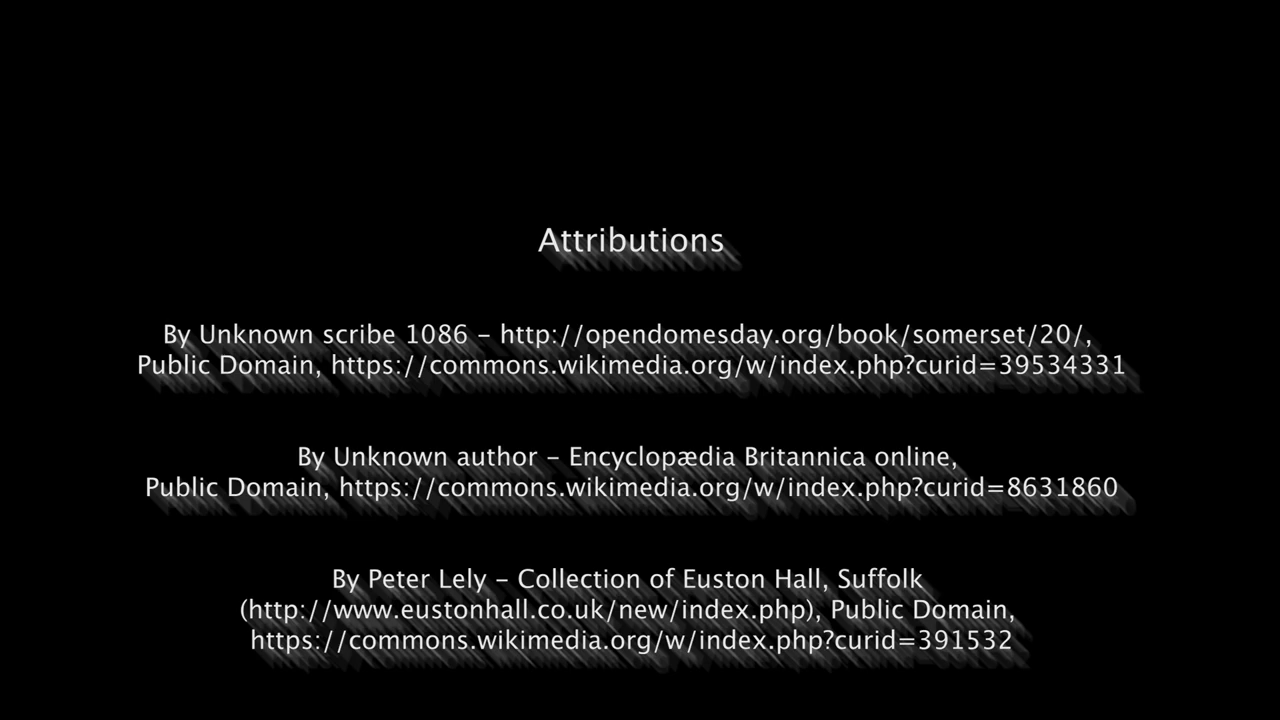 Attributions
By Unknown scribe 1086 – http://opendomesday.org/book/somerset/20/,
Public Domain, https://commons.wikimedia.org/w/index.php?curid=39534331
By Unknown author – Encyclopædia Britannica online,
Public Domain, https://commons.wikimedia.org/w/index.php?curid=8631860
By Peter Lely – Collection of Euston Hall, Suffolk
(http://www.eustonhall.co.uk/new/index.php), Public Domain,
https://commons.wikimedia.org/w/index.php?curid=391532